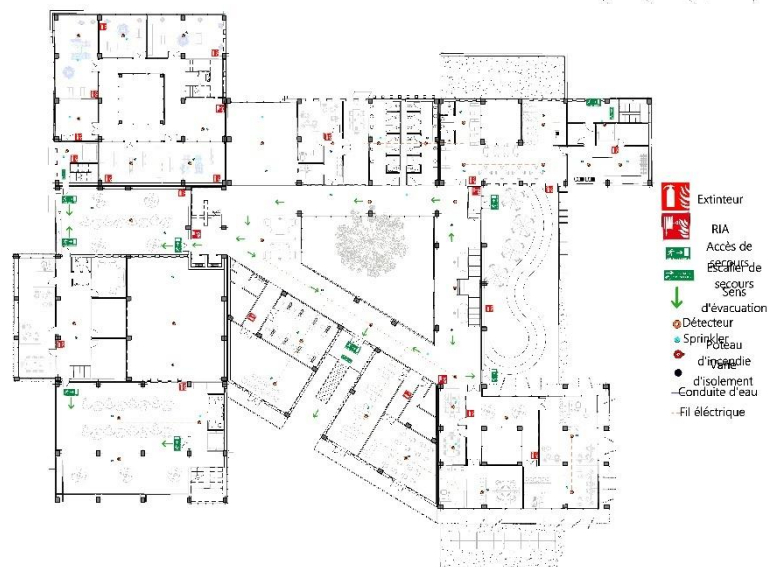 Extinteur
RIA
Accès de
secours
Escalier de
secours
Sens
d'évacuation
Détecteur
Sprinkler
Poteau
d'incendie
Vane
d'isolement
Conduite d'eau
Fil éléctrique